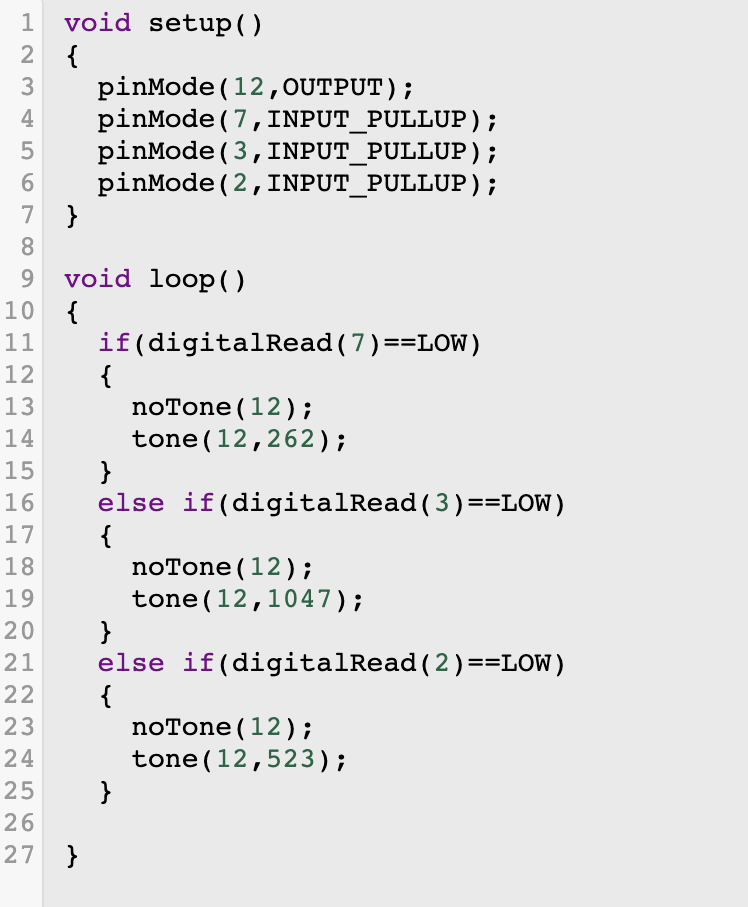 1 void setup()
2 {
3   pinMode(12,OUTPUT);
4   pinMode(7,INPUT_PULLUP);
5   pinMode(3,INPUT_PULLUP);
6   pinMode(2,INPUT_PULLUP);
7 }
8
9 void loop()
10 {
11   if(digitalRead(7)==LOW)
12   {
13     noTone(12);
14     tone(12,262);
15   }
16   else if(digitalRead(3)==LOW)
17   {
18     noTone(12);
19     tone(12,1047);
20   }
21   else if(digitalRead(2)==LOW)
22   {
23     noTone(12);
24     tone(12,523);
25   }
26
27 }